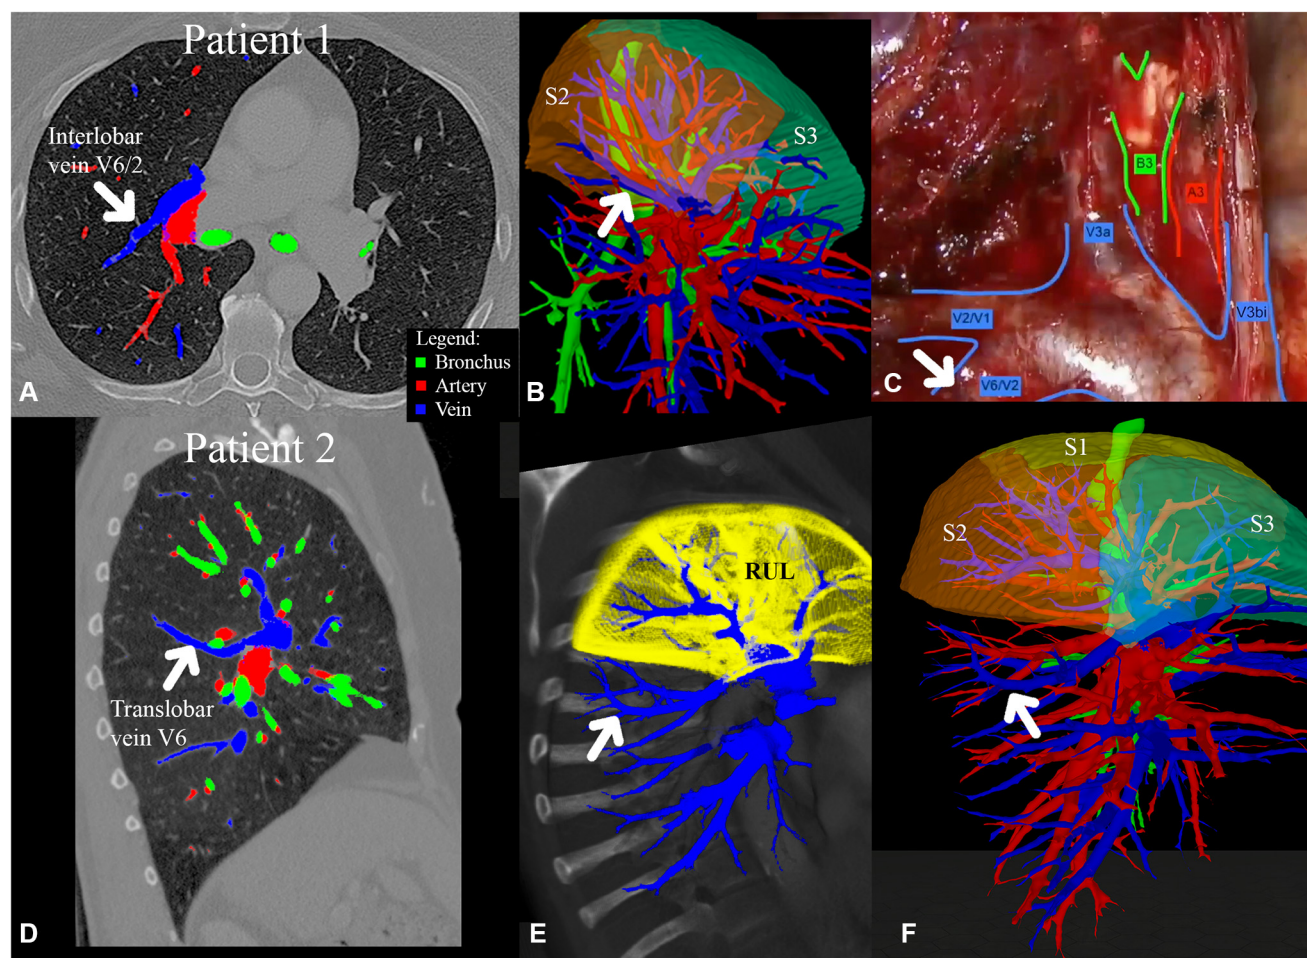 Patient 1
Interlobar
vein V6/2
Legend:
Bronchus
Artery
Vein
A
S2
S3
B
B3
A3
V3a
V2/V1
V3bi
V6/V2
C
Patient 2
Translobar
vein V6
D
RUL
E
S1
S2
S3
F